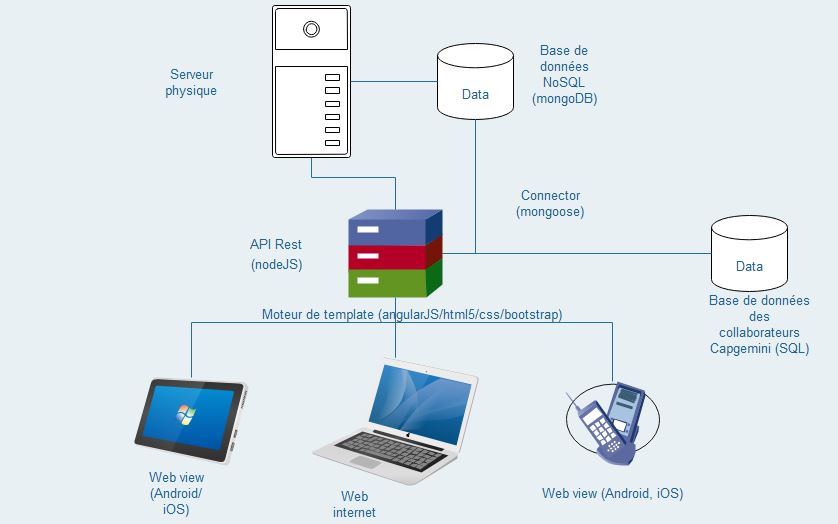 Serveur
physique
Data
Base de
données
NoSQL
(mongoDB)
Connector
(mongoose)
API Rest
(nodeJS)
Data
Base de données
des
collaborateurs
Capgemini (SQL)
Moteur de template (angularJS/html5/css/bootstrap)
Web view
(Android/
iOS)
Web
internet
Web view (Android, iOS)